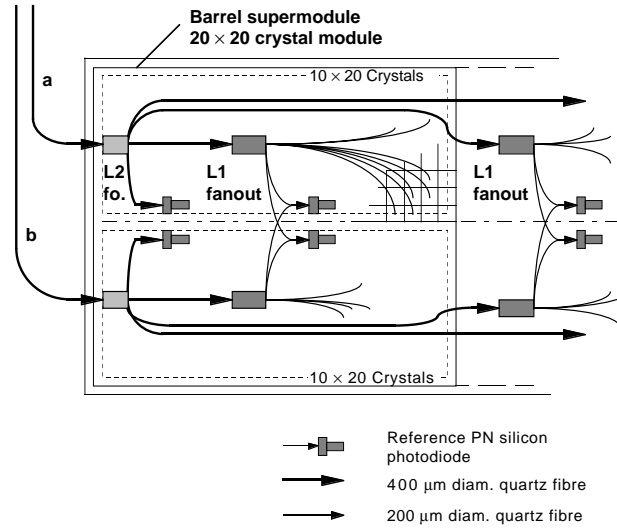 Barrel supermodule
20 × 20 crystal module
a
10 × 20 Crystals
L2
fo.
L1
fanout
L1
fanout
b
10 × 20 Crystals
Reference PN silicon
photodiode
400 μm diam. quartz fibre
200 μm diam. quartz fibre